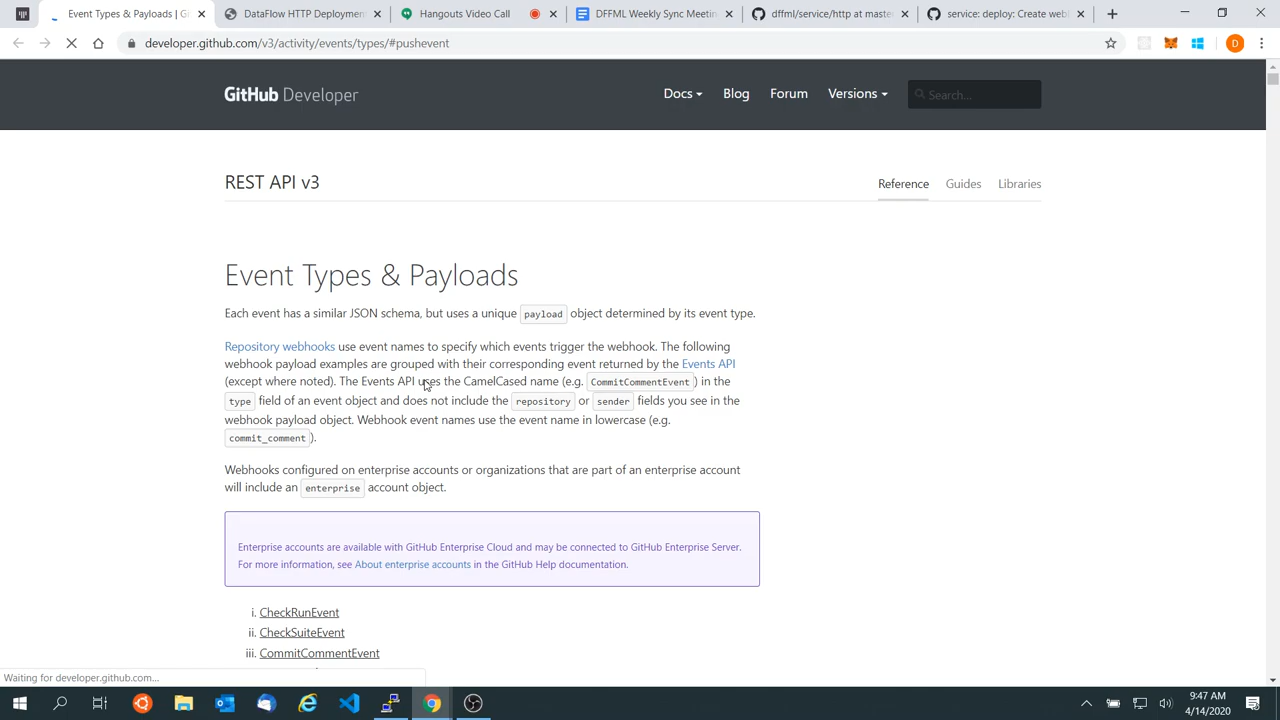 Event Types & Payloads | G
DataFlow HTTP Deployment
Hangouts Video Call
DFFML Weekly Sync Meetin
dffml/service/http at maste
service: deploy: Create web
developer.github.com/v3/activity/events/types/#pushevent
D
GitHub Developer
Docs
Blog
Forum
Versions
Search...
REST API v3
Reference
Guides
Libraries
Event Types & Payloads
Each event has a similar JSON schema, but uses a unique payload object determined by its event type.
Repository webhooks use event names to specify which events trigger the webhook. The following
webhook payload examples are grouped with their corresponding event returned by the Events API
(except where noted). The Events API uses the CamelCased name (e.g. CommitCommentEvent) in the
type field of an event object and does not include the repository or sender fields you see in the
webhook payload object. Webhook event names use the event name in lowercase (e.g.
commit_comment).
Webhooks configured on enterprise accounts or organizations that are part of an enterprise account
will include an enterprise account object.
Enterprise accounts are available with GitHub Enterprise Cloud and may be connected to GitHub Enterprise Server.
For more information, see About enterprise accounts in the GitHub Help documentation.
i. CheckRunEvent
ii. CheckSuiteEvent
iii. CommitCommentEvent
Waiting for developer.github.com...
9:47 AM
4/14/2020